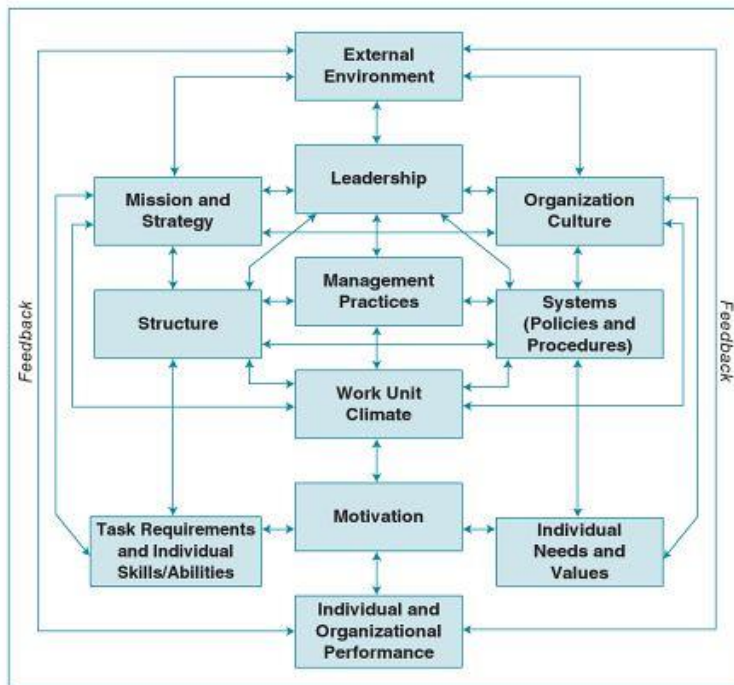 External
Environment
Leadership
Mission and
Strategy
Organization
Culture
Management
Practices
Structure
Systems
(Policies and
Procedures)
Feedback
Feedback
Work Unit
Climate
Motivation
Task Requirements
and Individual
Skills/Abilities
Individual
Needs and
Values
Individual and
Organizational
Performance